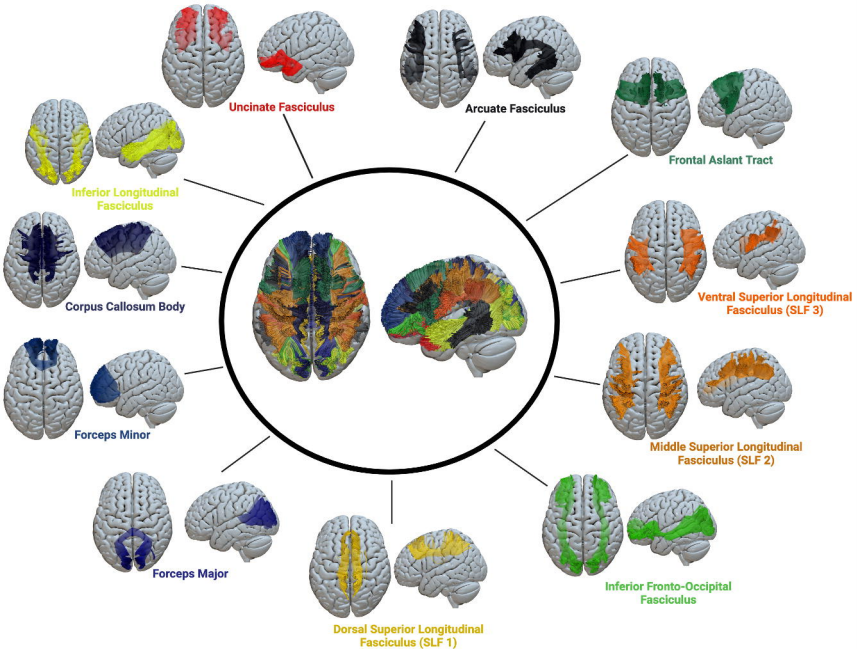 Uncinate Fasciculus
Arcuate Fasciculus
Frontal Aslant Tract
Inferior Longitudinal
Fasciculus
Corpus Callosum Body
Ventral Superior Longitudinal
Fasciculus (SLF 3)
Forceps Minor
Middle Superior Longitudinal
Fasciculus (SLF 2)
Forceps Major
Inferior Fronto-Occipital
Fasciculus
Dorsal Superior Longitudinal
Fasciculus (SLF 1)